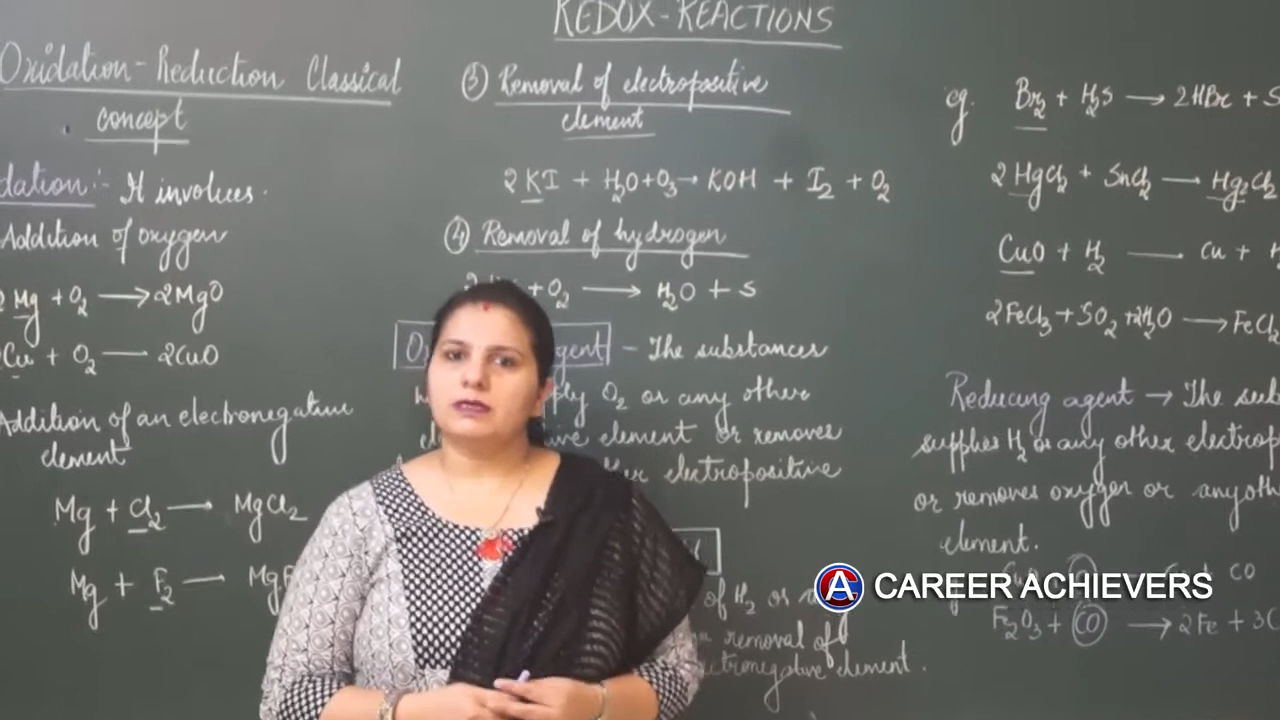 REDOX-REACTIONS
Oxidation-Reduction Classical
concept
dation:- It involves.
Addition of oxygen
2Mg + O2 → 2MgO
2Cu + O2 — 2CuO
Addition of an electronegative
element
Mg + Cl2 → MgCl2
Mg + F2 → MgF
③ Removal of electropositive
element
2KI + H2O+O3 → KOH + I2 + O2
④ Removal of hydrogen
+O2 → H2O + S
gent – The substances
ply O2 or any other
ive element or removes
electropositive
of H2 or
removal of
ctronegative element.
eg. Br2 + H2S → 2HBr + S
2HgCl2 + SnCl2 → Hg2Cl2
CuO + H2 — Cu +
2FeCl3 + SO2 +2H2O → FeCl2
Reducing agent → The sub
supplies H2 or any other electrop
or removes oxygen or any oth
element.
CO
Fe2O3 + CO → 2Fe + 3C
CAREER ACHIEVERS